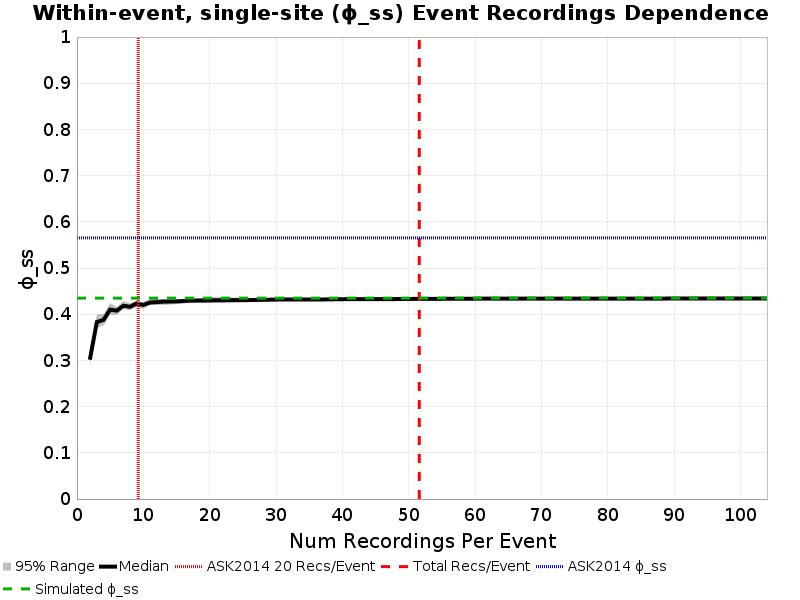 Within-event, single-site (ϕ_ss) Event Recordings Dependence
1
0.9
0.8
0.7
0.6
0.5
0.4
0.3
0.2
0.1
0
ϕ_ss
0 10 20 30 40 50 60 70 80 90 100
Num Recordings Per Event
95% Range Median ASK2014 20 Recs/Event Total Recs/Event ASK2014 ϕ_ss
Simulated ϕ_ss